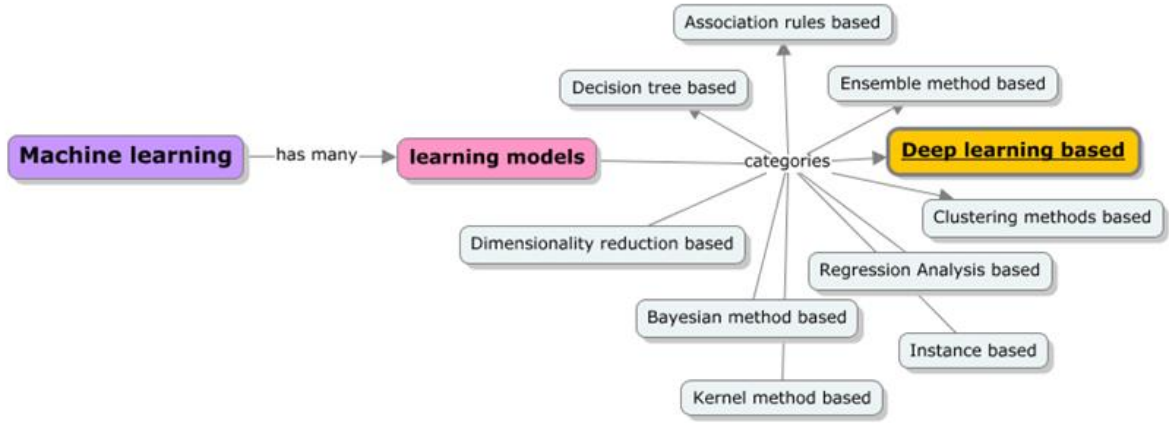 Association rules based
Decision tree based
Ensemble method based
Machine learning
has many
learning models
categories
Deep learning based
Clustering methods based
Dimensionality reduction based
Regression Analysis based
Bayesian method based
Instance based
Kernel method based